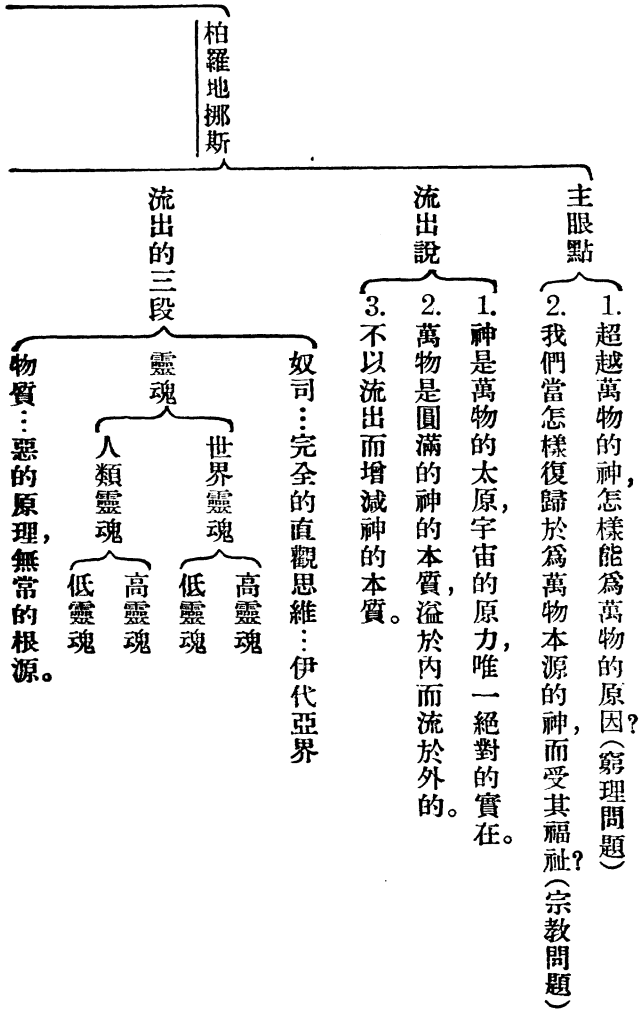 柏羅地挪斯
主眼點
1. 超越萬物的神，怎樣能爲萬物的原因？（窮理問題）
2. 我們當怎樣復歸於爲萬物本源的神，而受其福祉？（宗教問題）
流出說
1. 神是萬物的太原，宇宙的原力，唯一絕對的實在。
2. 萬物是圓滿的神的本質，溢於內而流於外的。
3. 不以流出而增減神的本質。
流出的三段
奴司…完全的直觀思維…伊代亞界
靈魂
世界靈魂
高靈魂
低靈魂
人類靈魂
高靈魂
低靈魂
物質…惡的原理，無常的根源。